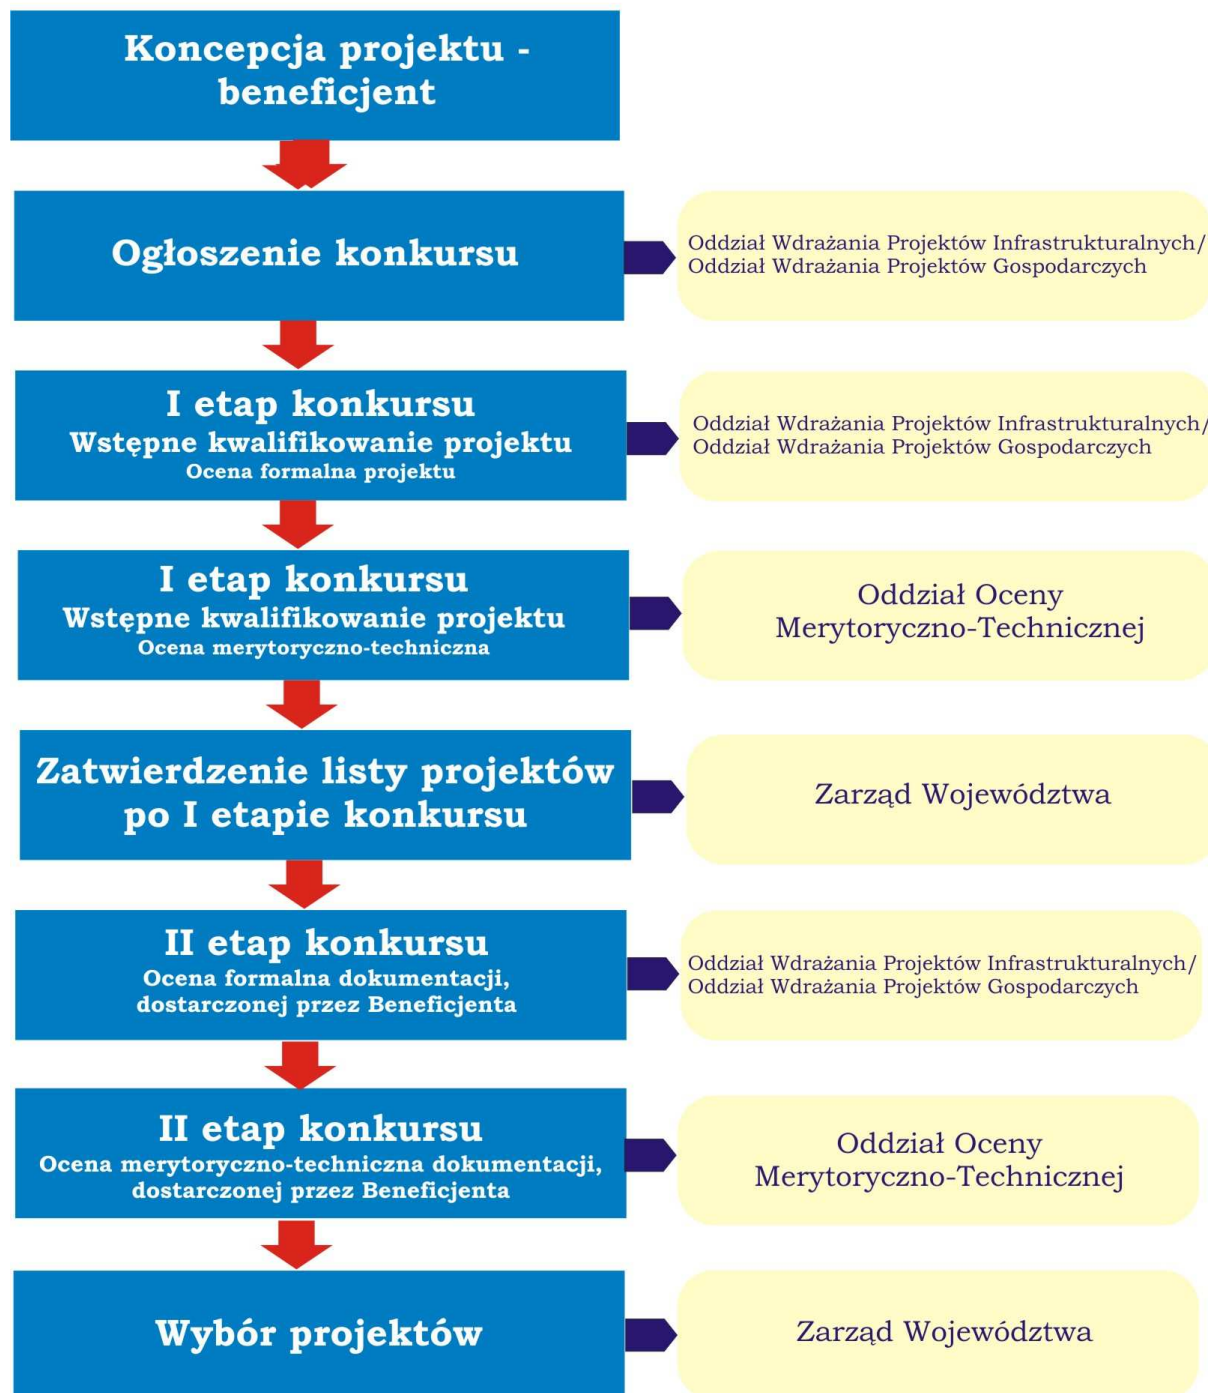 Koncepcja projektu -
beneficjent
Ogłoszenie konkursu
Oddział Wdrażania Projektów Infrastrukturalnych/
Oddział Wdrażania Projektów Gospodarczych
I etap konkursu
Wstępne kwalifikowanie projektu
Ocena formalna projektu
Oddział Wdrażania Projektów Infrastrukturalnych/
Oddział Wdrażania Projektów Gospodarczych
I etap konkursu
Wstępne kwalifikowanie projektu
Ocena merytoryczno-techniczna
Oddział Oceny
Merytoryczno-Technicznej
Zatwierdzenie listy projektów
po I etapie konkursu
Zarząd Województwa
II etap konkursu
Ocena formalna dokumentacji,
dostarczonej przez Beneficjenta
Oddział Wdrażania Projektów Infrastrukturalnych/
Oddział Wdrażania Projektów Gospodarczych
II etap konkursu
Ocena merytoryczno-techniczna dokumentacji,
dostarczonej przez Beneficjenta
Oddział Oceny
Merytoryczno-Technicznej
Wybór projektów
Zarząd Województwa